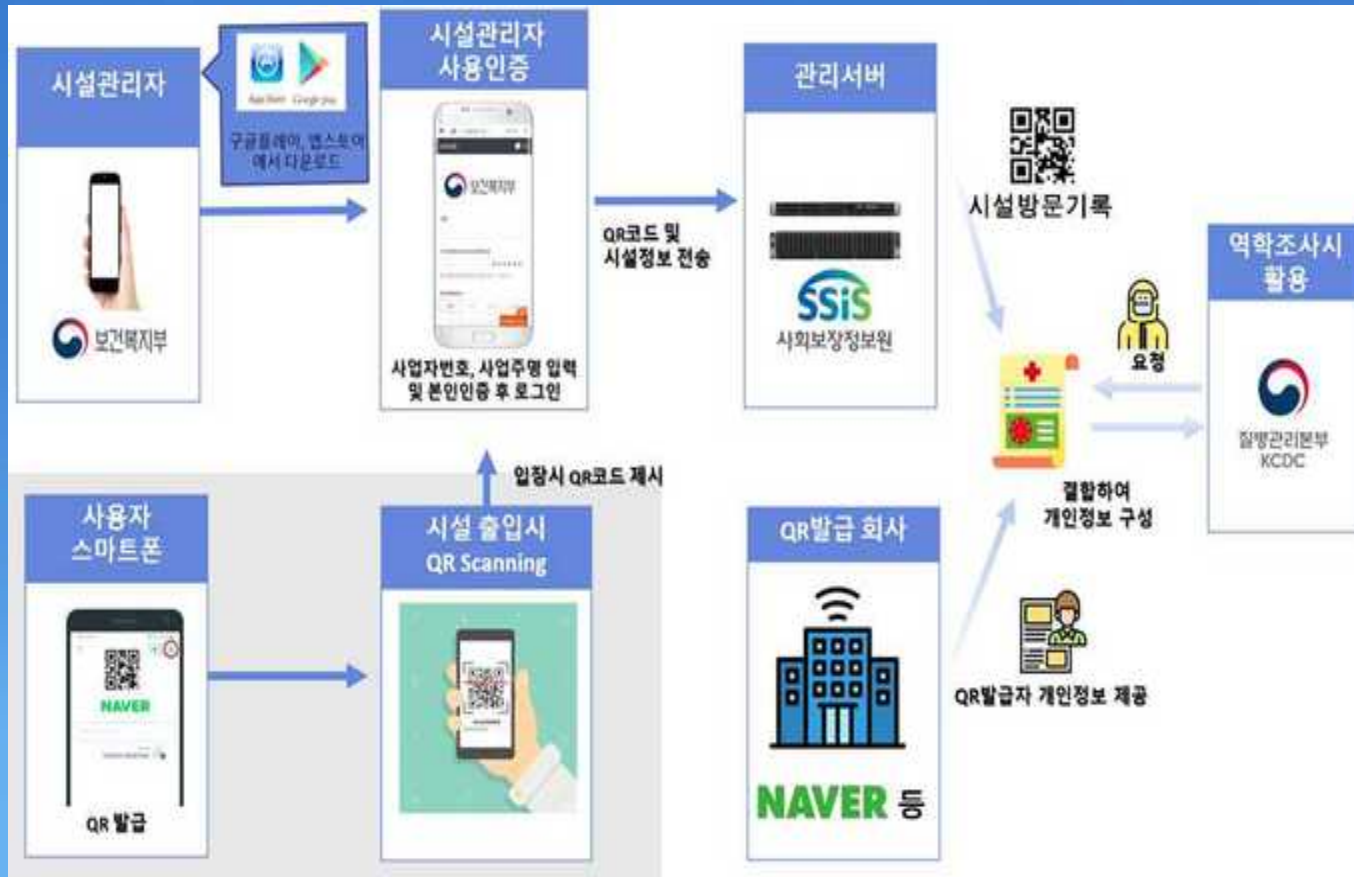 시설관리자
보건복지부
App Store Google play
구글플레이, 앱스토어
에서 다운로드
시설관리자
사용인증
보건복지부
사업자번호, 사업주명 입력
및 본인인증 후 로그인
QR코드 및
시설정보 전송
관리서버
SSiS
사회보장정보원
시설방문기록
요청
역학조사시
활용
질병관리본부
KCDC
결합하여
개인정보 구성
입장시 QR코드 제시
사용자
스마트폰
NAVER
QR 발급
시설 출입시
QR Scanning
QR발급 회사
NAVER 등
QR발급자 개인정보 제공